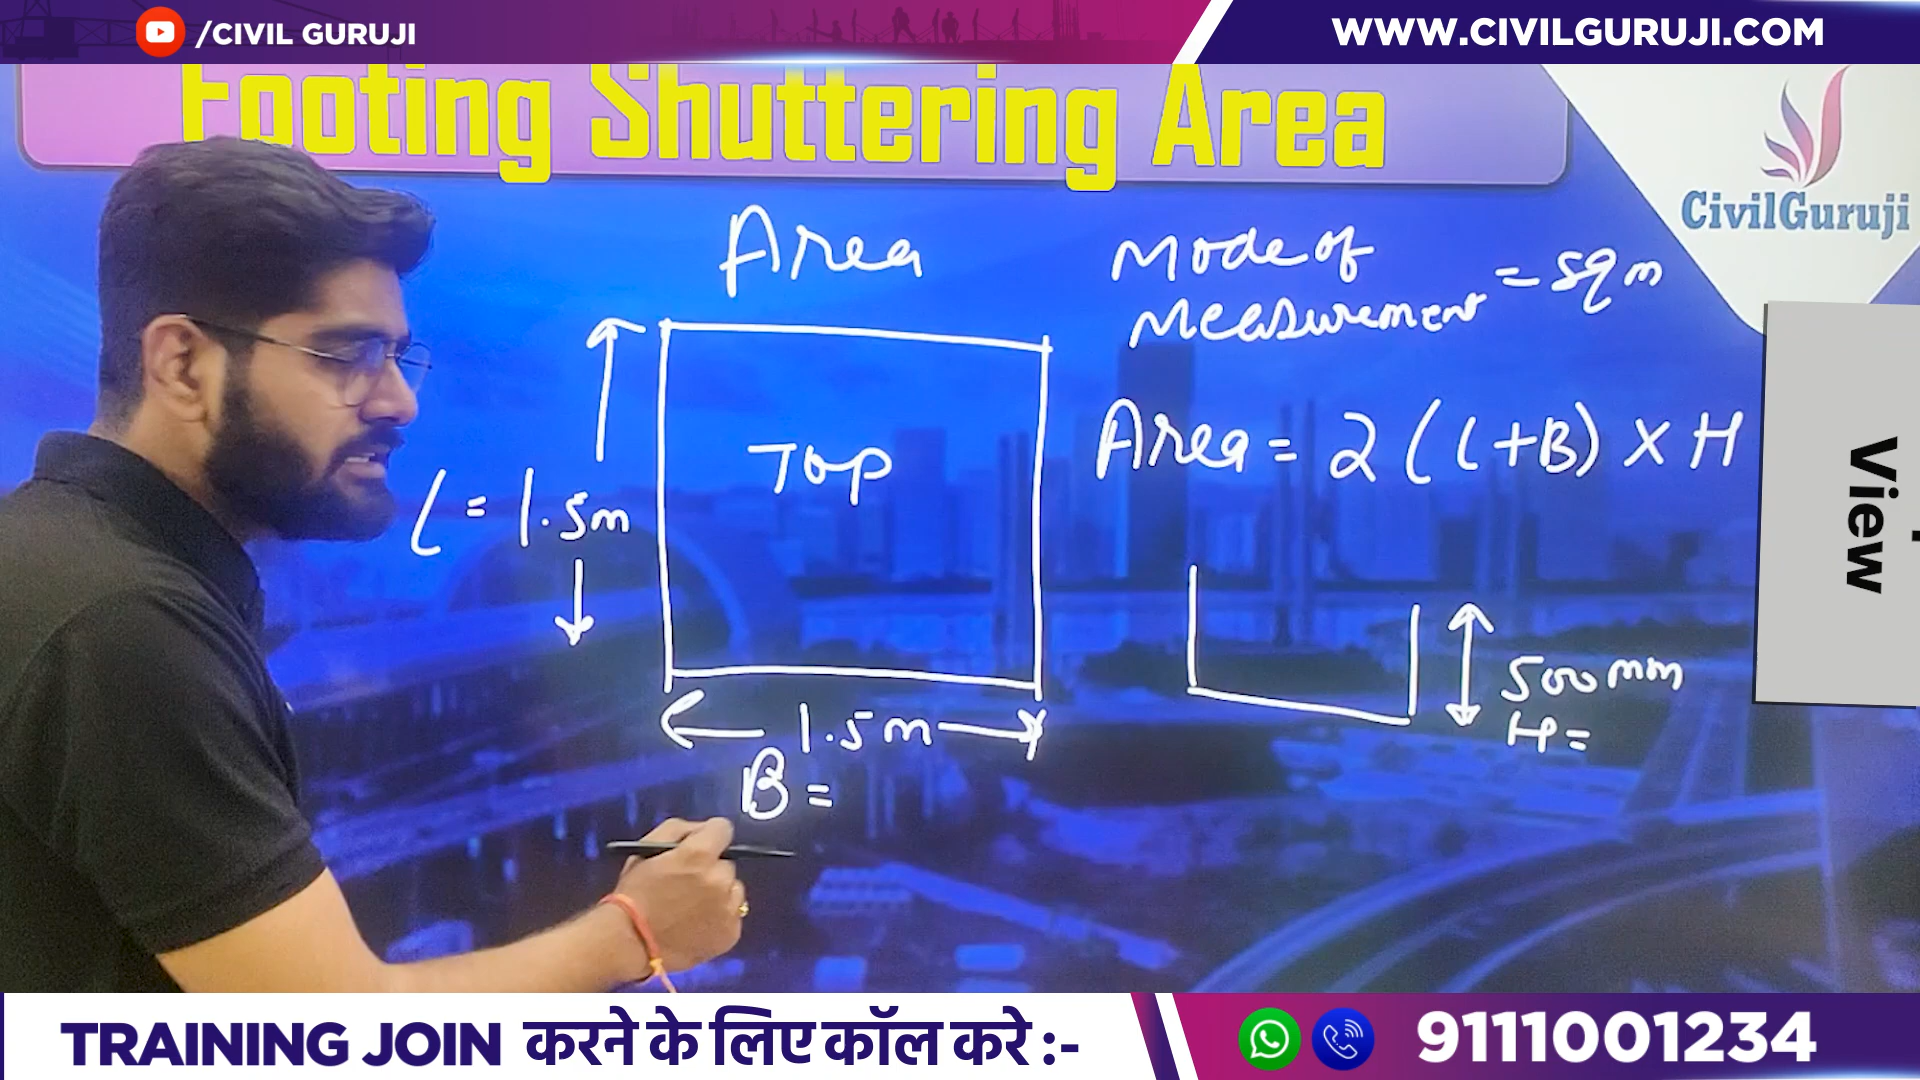 /CIVIL GURUJI
WWW.CIVILGURUJI.COM
Footing Shuttering Area
CivilGuruji
Area
Mode of
Measurement = sqm
Area = 2 (L+B) X H
Top
L = 1.5m
1.5m
B =
500mm
H =
View
TRAINING JOIN करने के लिए कॉल करे :-
9111001234